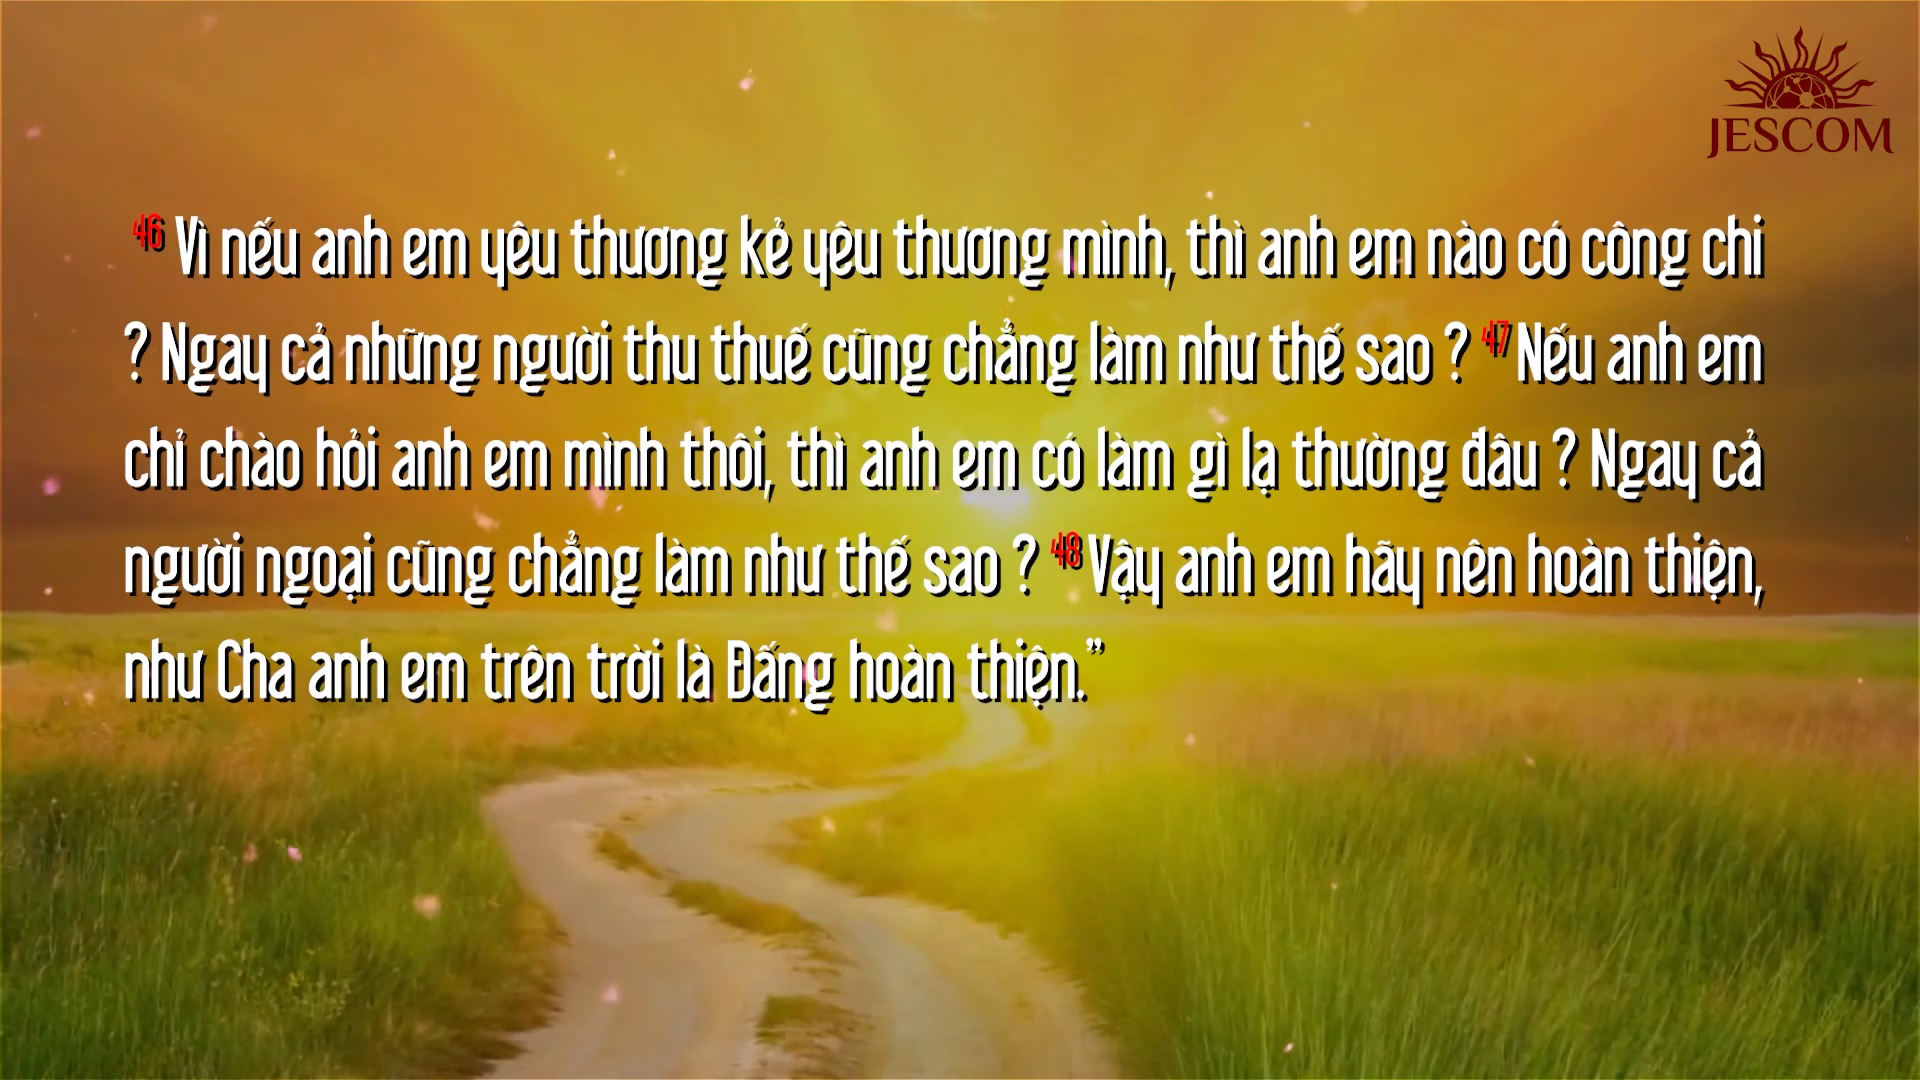 JESCOM
46 Vì nếu anh em yêu thương kẻ yêu thương mình, thì anh em nào có công chi
? Ngay cả những người thu thuế cũng chẳng làm như thế sao ? 47 Nếu anh em
chỉ chào hỏi anh em mình thôi, thì anh em có làm gì lạ thường đâu ? Ngay cả
người ngoại cũng chẳng làm như thế sao ? 48 Vậy anh em hãy nên hoàn thiện,
như Cha anh em trên trời là Đấng hoàn thiện.”